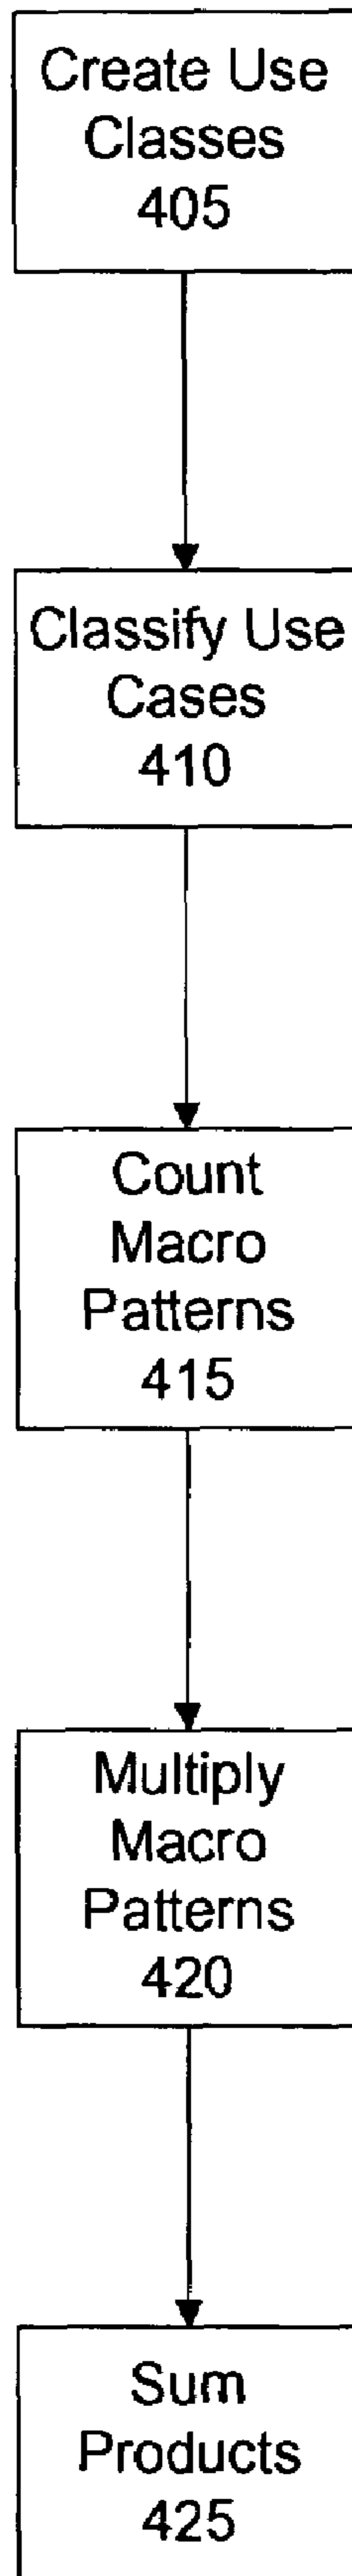 Create Use
Classes
405
Classify Use
Cases
410
Count
Macro
Patterns
415
Multiply
Macro
Patterns
420
Sum
Products
425